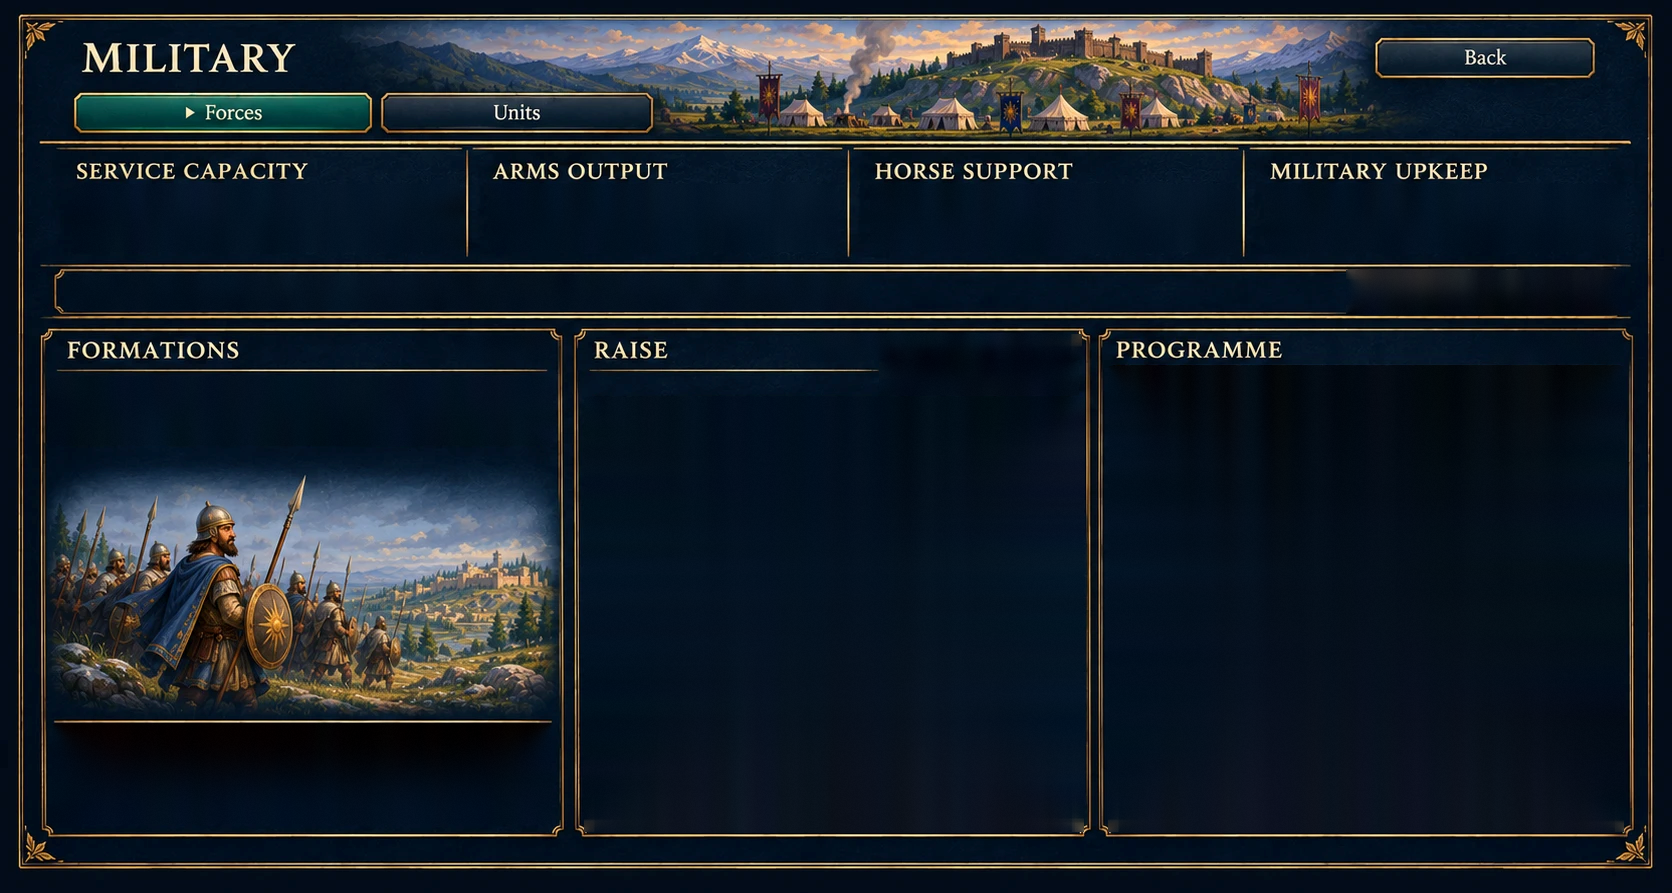 MILITARY
Back
Forces
Units
SERVICE CAPACITY
ARMS OUTPUT
HORSE SUPPORT
MILITARY UPKEEP
FORMATIONS
RAISE
PROGRAMME